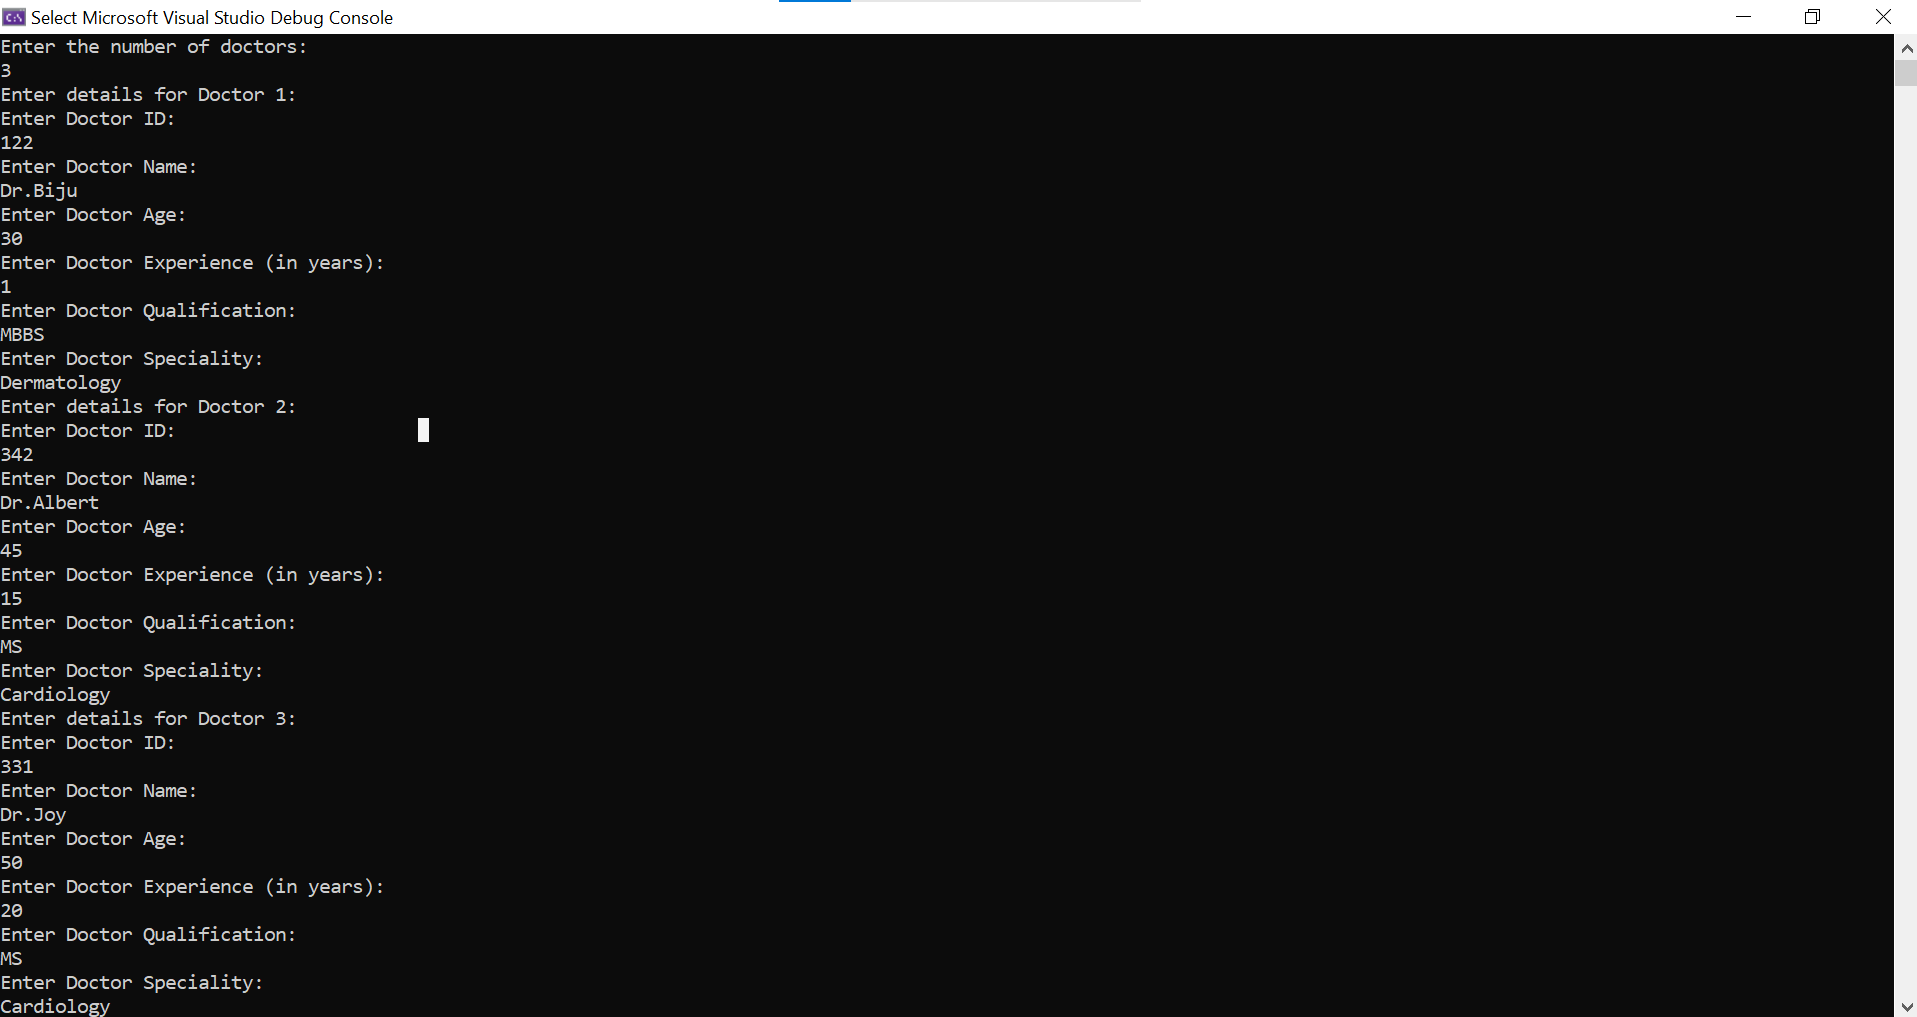 Select Microsoft Visual Studio Debug Console
Enter the number of doctors:
3
Enter details for Doctor 1:
Enter Doctor ID:
122
Enter Doctor Name:
Dr.Biju
Enter Doctor Age:
30
Enter Doctor Experience (in years):
1
Enter Doctor Qualification:
MBBS
Enter Doctor Speciality:
Dermatology
Enter details for Doctor 2:
Enter Doctor ID:
342
Enter Doctor Name:
Dr.Albert
Enter Doctor Age:
45
Enter Doctor Experience (in years):
15
Enter Doctor Qualification:
MS
Enter Doctor Speciality:
Cardiology
Enter details for Doctor 3:
Enter Doctor ID:
331
Enter Doctor Name:
Dr.Joy
Enter Doctor Age:
50
Enter Doctor Experience (in years):
20
Enter Doctor Qualification:
MS
Enter Doctor Speciality:
Cardiology